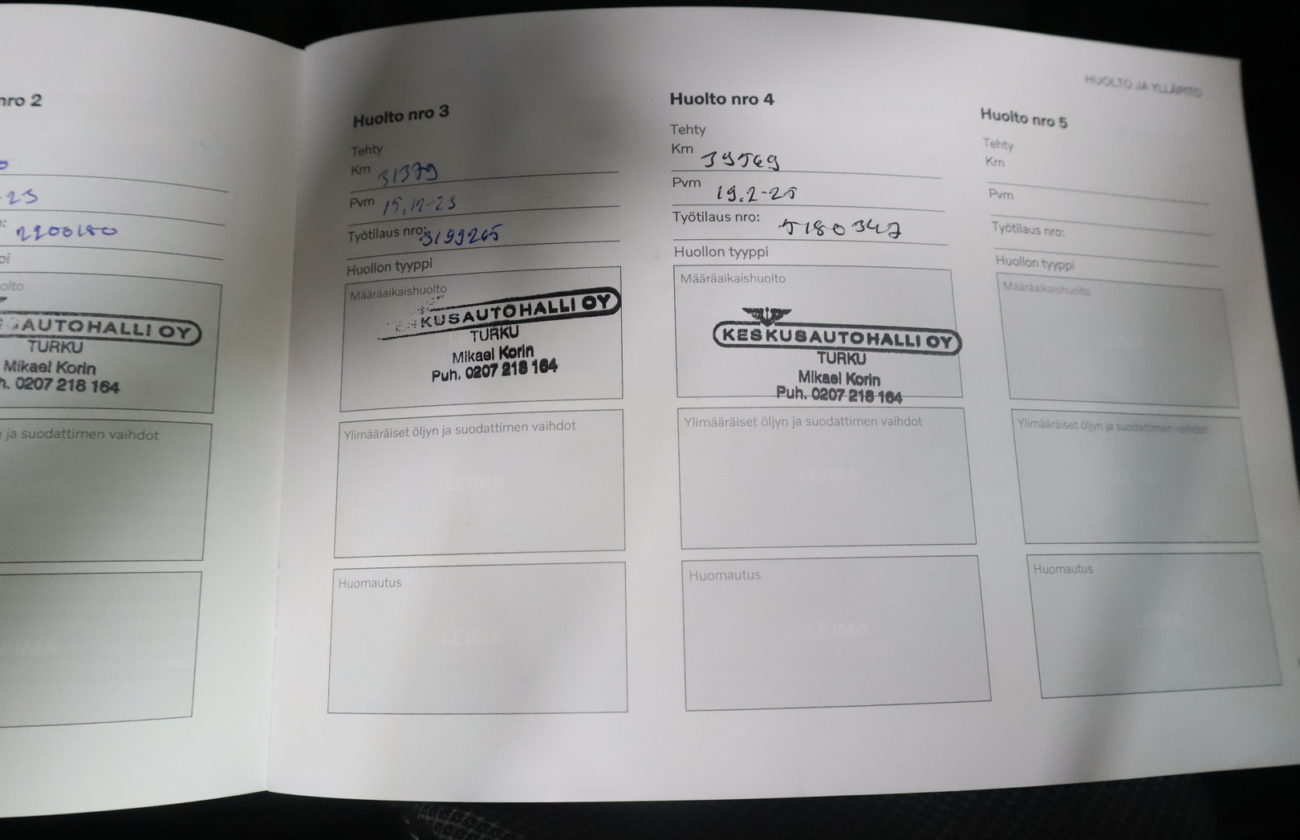 HUOLTO JA YLLÄPITO
nro 2
-23
2200180
AUTOHALLI OY
TURKU
Mikael Korin
h. 0207 218 164
n ja suodattimen vaihdot
LEIMA
LEIMA
Huolto nro 3
Tehty
Km 31379
Pvm 15.12-23
Työtilaus nro: 3199265
Huollon tyyppi
Määräaikaishuolto
KUSAUTOHALLI OY
TURKU
Mikael Korin
Puh. 0207 218 164
Ylimääräiset öljyn ja suodattimen vaihdot
LEIMA
Huomautus
LEIMA
Huolto nro 4
Tehty
Km 39569
Pvm 19.2-25
Työtilaus nro: 5180347
Huollon tyyppi
Määräaikaishuolto
KESKUSAUTOHALLI OY
TURKU
Mikael Korin
Puh. 0207 218 164
Ylimääräiset öljyn ja suodattimen vaihdot
LEIMA
Huomautus
LEIMA
Huolto nro 5
Tehty
Km
Pvm
Työtilaus nro:
Huollon tyyppi
Määräaikaishuolto
Ylimääräiset öljyn ja suodattimen vaihdot
Huomautus